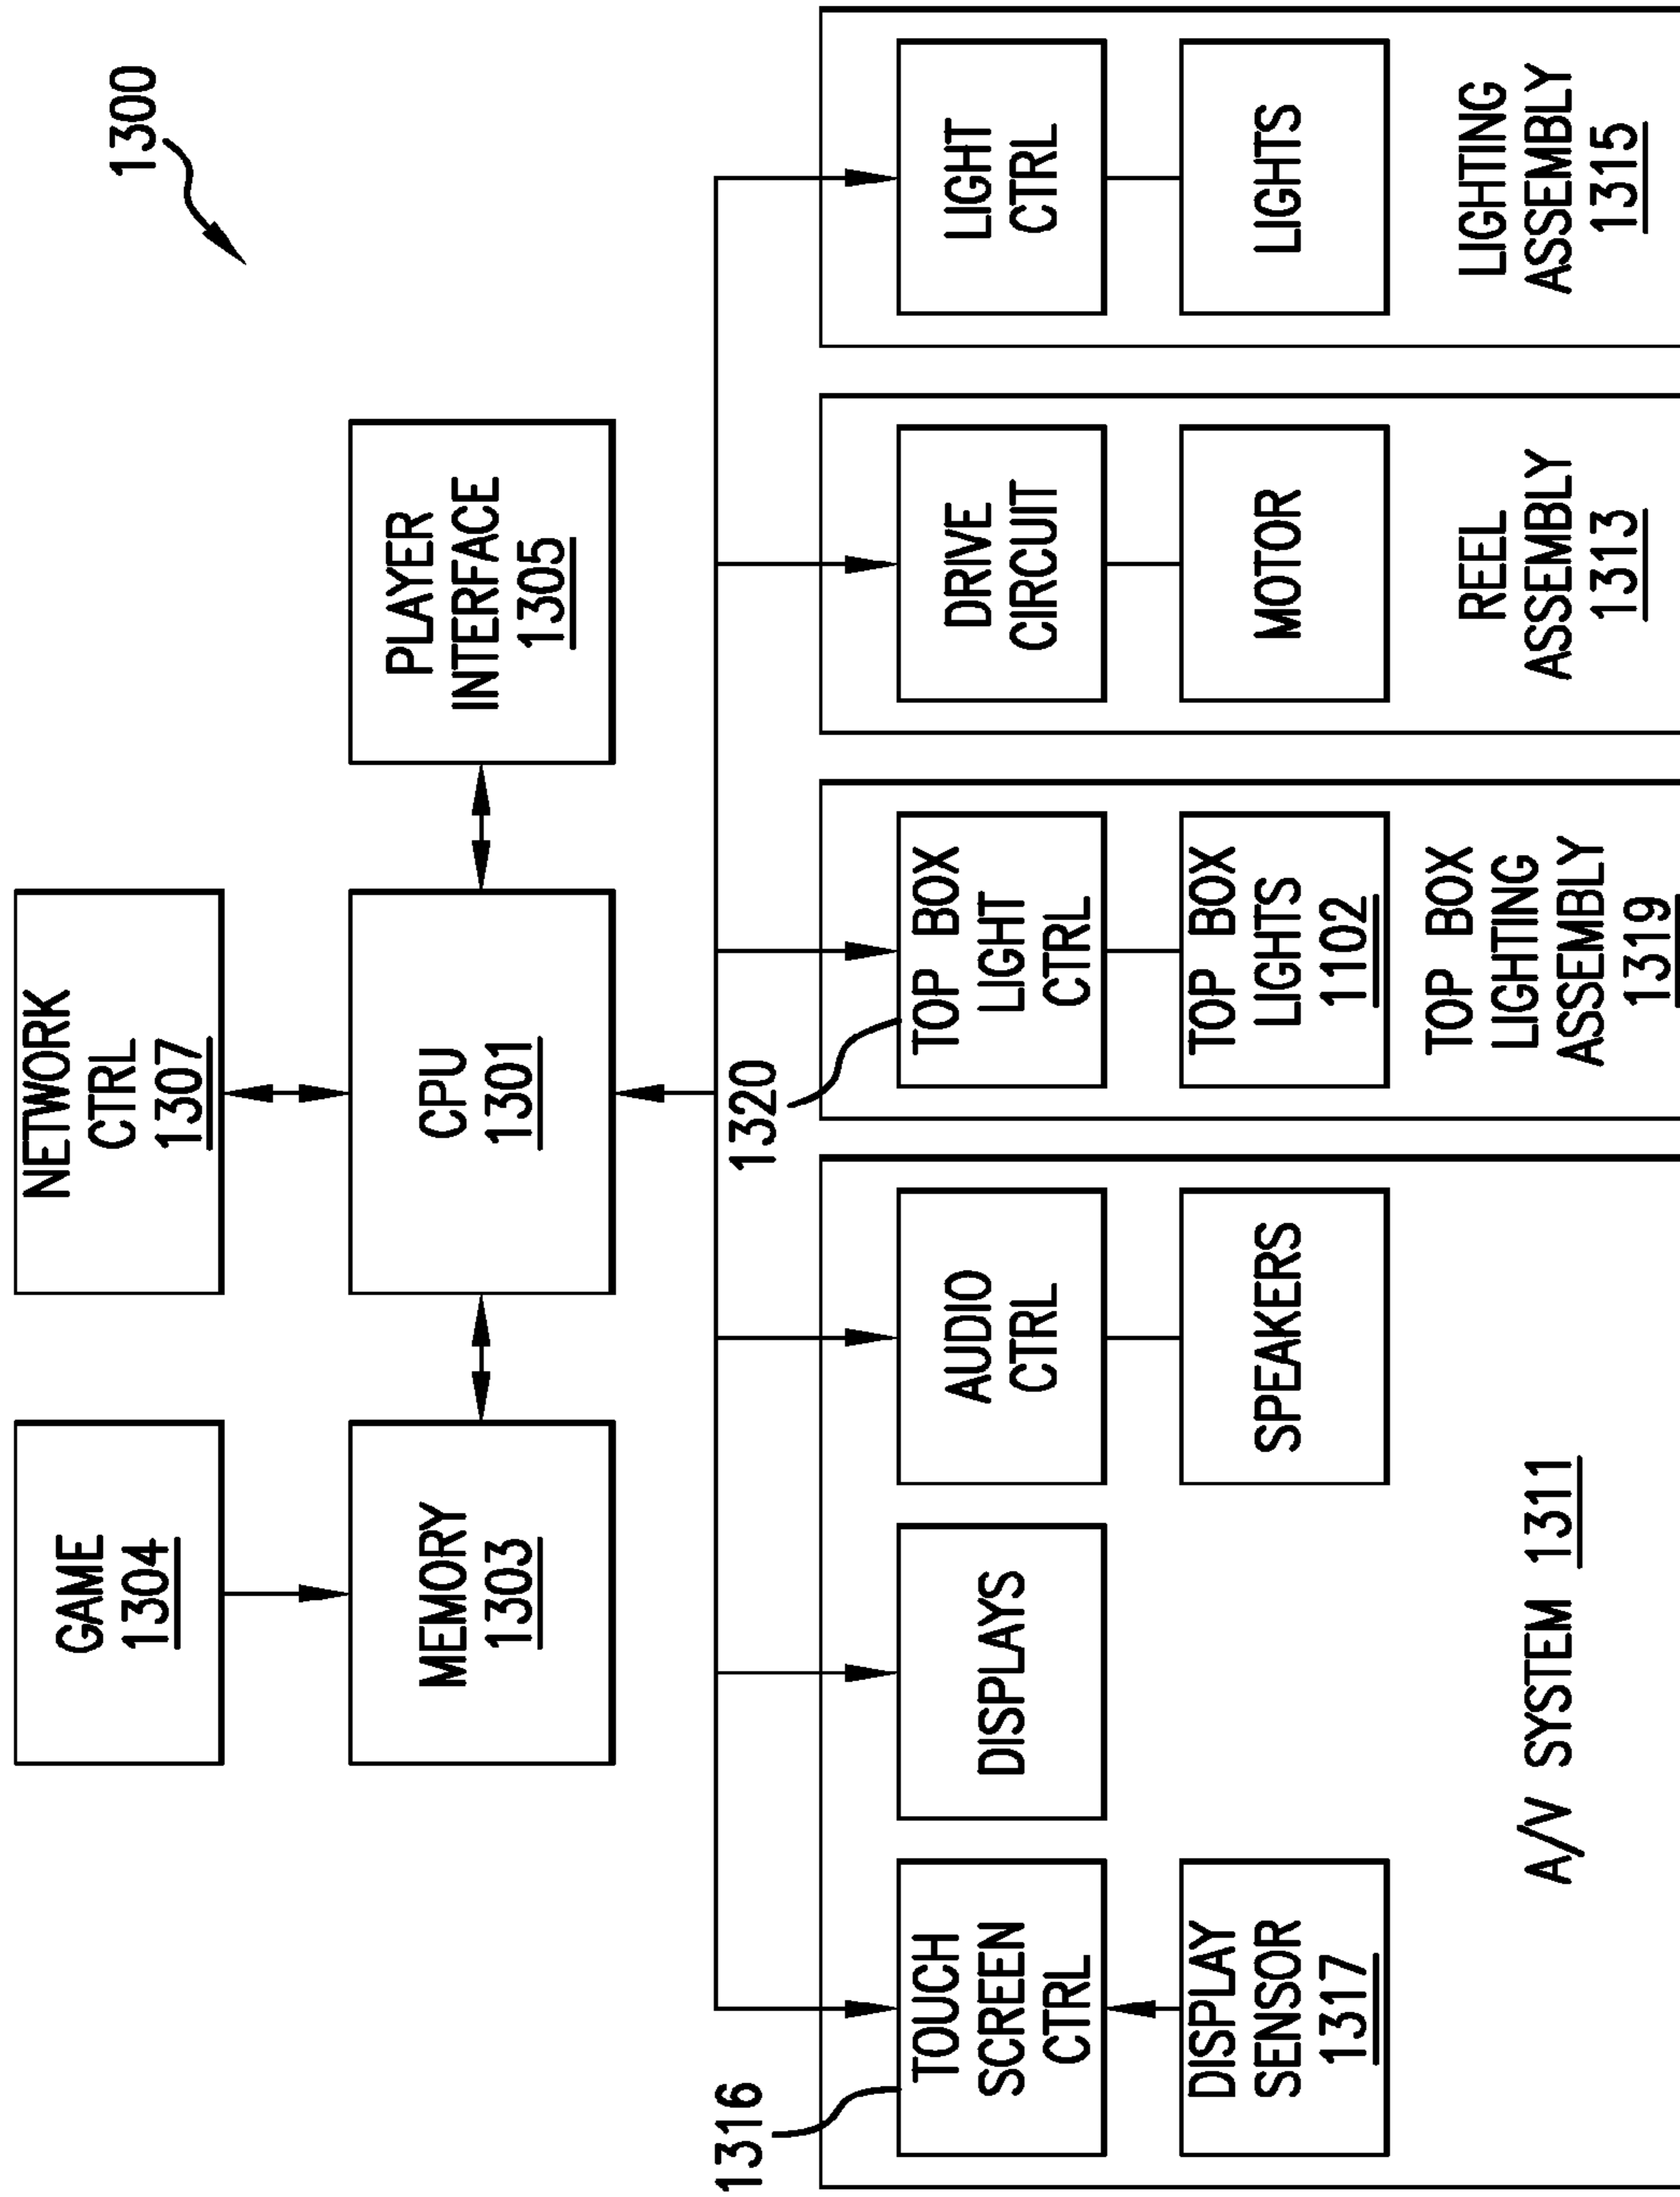 1300
GAME
1304
NETWORK
CTRL
1307
MEMORY
1303
CPU
1301
PLAYER
INTERFACE
1305
1316
1320
TOUCH
SCREEN
CTRL
DISPLAYS
AUDIO
CTRL
TOP BOX
LIGHT
CTRL
DRIVE
CIRCUIT
LIGHT
CTRL
DISPLAY
SENSOR
1317
SPEAKERS
TOP BOX
LIGHTS
1102
MOTOR
LIGHTS
A/V SYSTEM 1311
TOP BOX
LIGHTING
ASSEMBLY
1319
REEL
ASSEMBLY
1313
LIGHTING
ASSEMBLY
1315